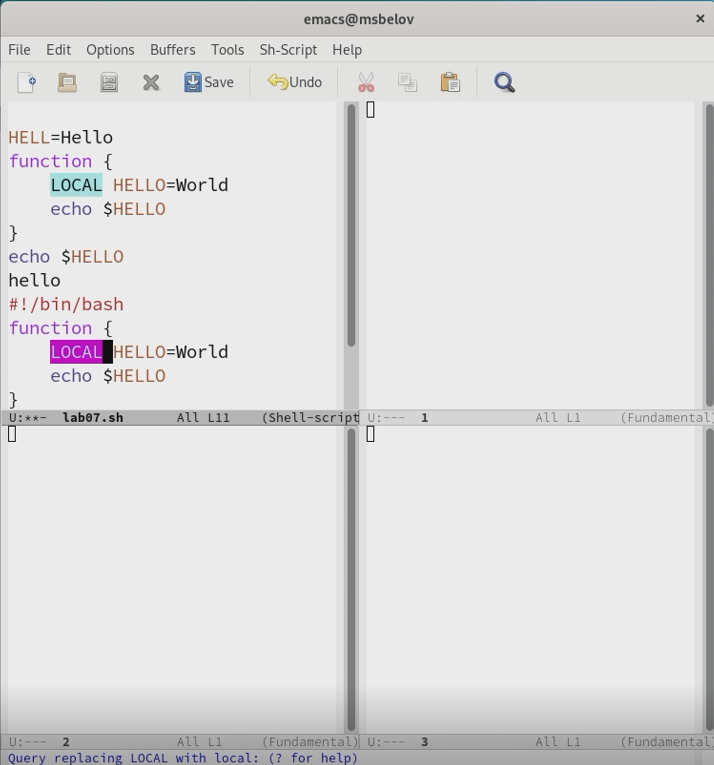 emacs@msbelov ×
File Edit Options Buffers Tools Sh-Script Help
Save Undo
HELL=Hello
function {
    LOCAL HELLO=World
    echo $HELLO
}
echo $HELLO
hello
#!/bin/bash
function {
    LOCAL HELLO=World
    echo $HELLO
}
U:**-  lab07.sh  All L11  (Shell-script
U:---  1  All L1  (Fundamental)
U:---  2  All L1  (Fundamental)
U:---  3  All L1  (Fundamental)
Query replacing LOCAL with local: (? for help)